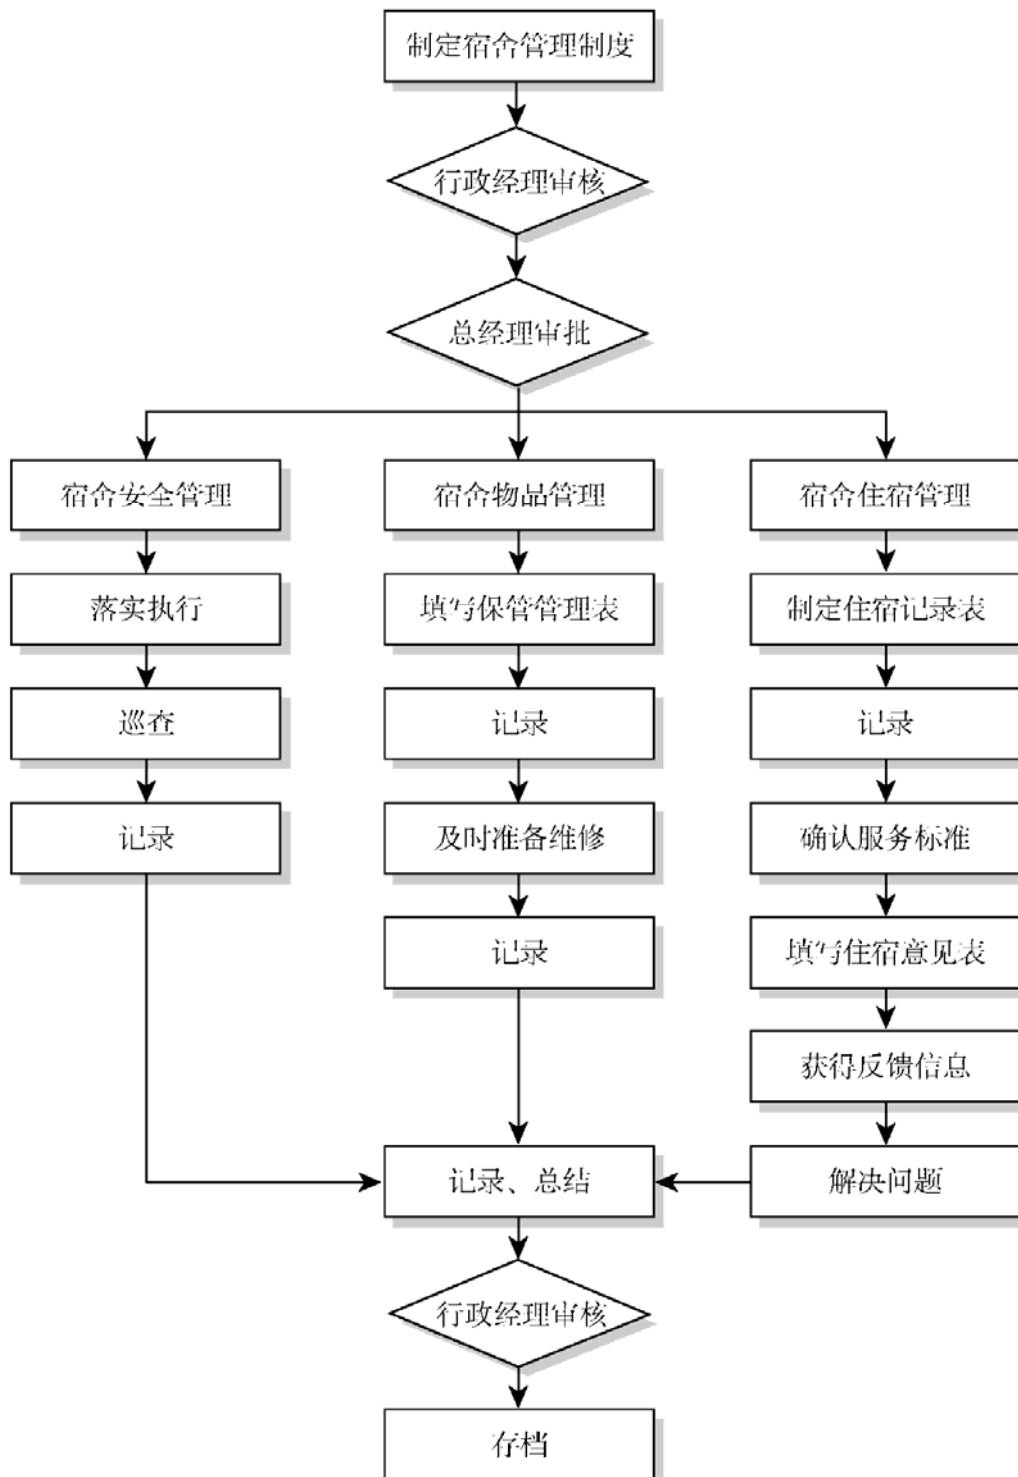 制定宿舍管理制度
行政经理审核
总经理审批
宿舍安全管理
宿舍物品管理
宿舍住宿管理
落实执行
填写保管管理表
制定住宿记录表
巡查
记录
记录
记录
及时准备维修
确认服务标准
记录
填写住宿意见表
获得反馈信息
记录、总结
解决问题
行政经理审核
存档